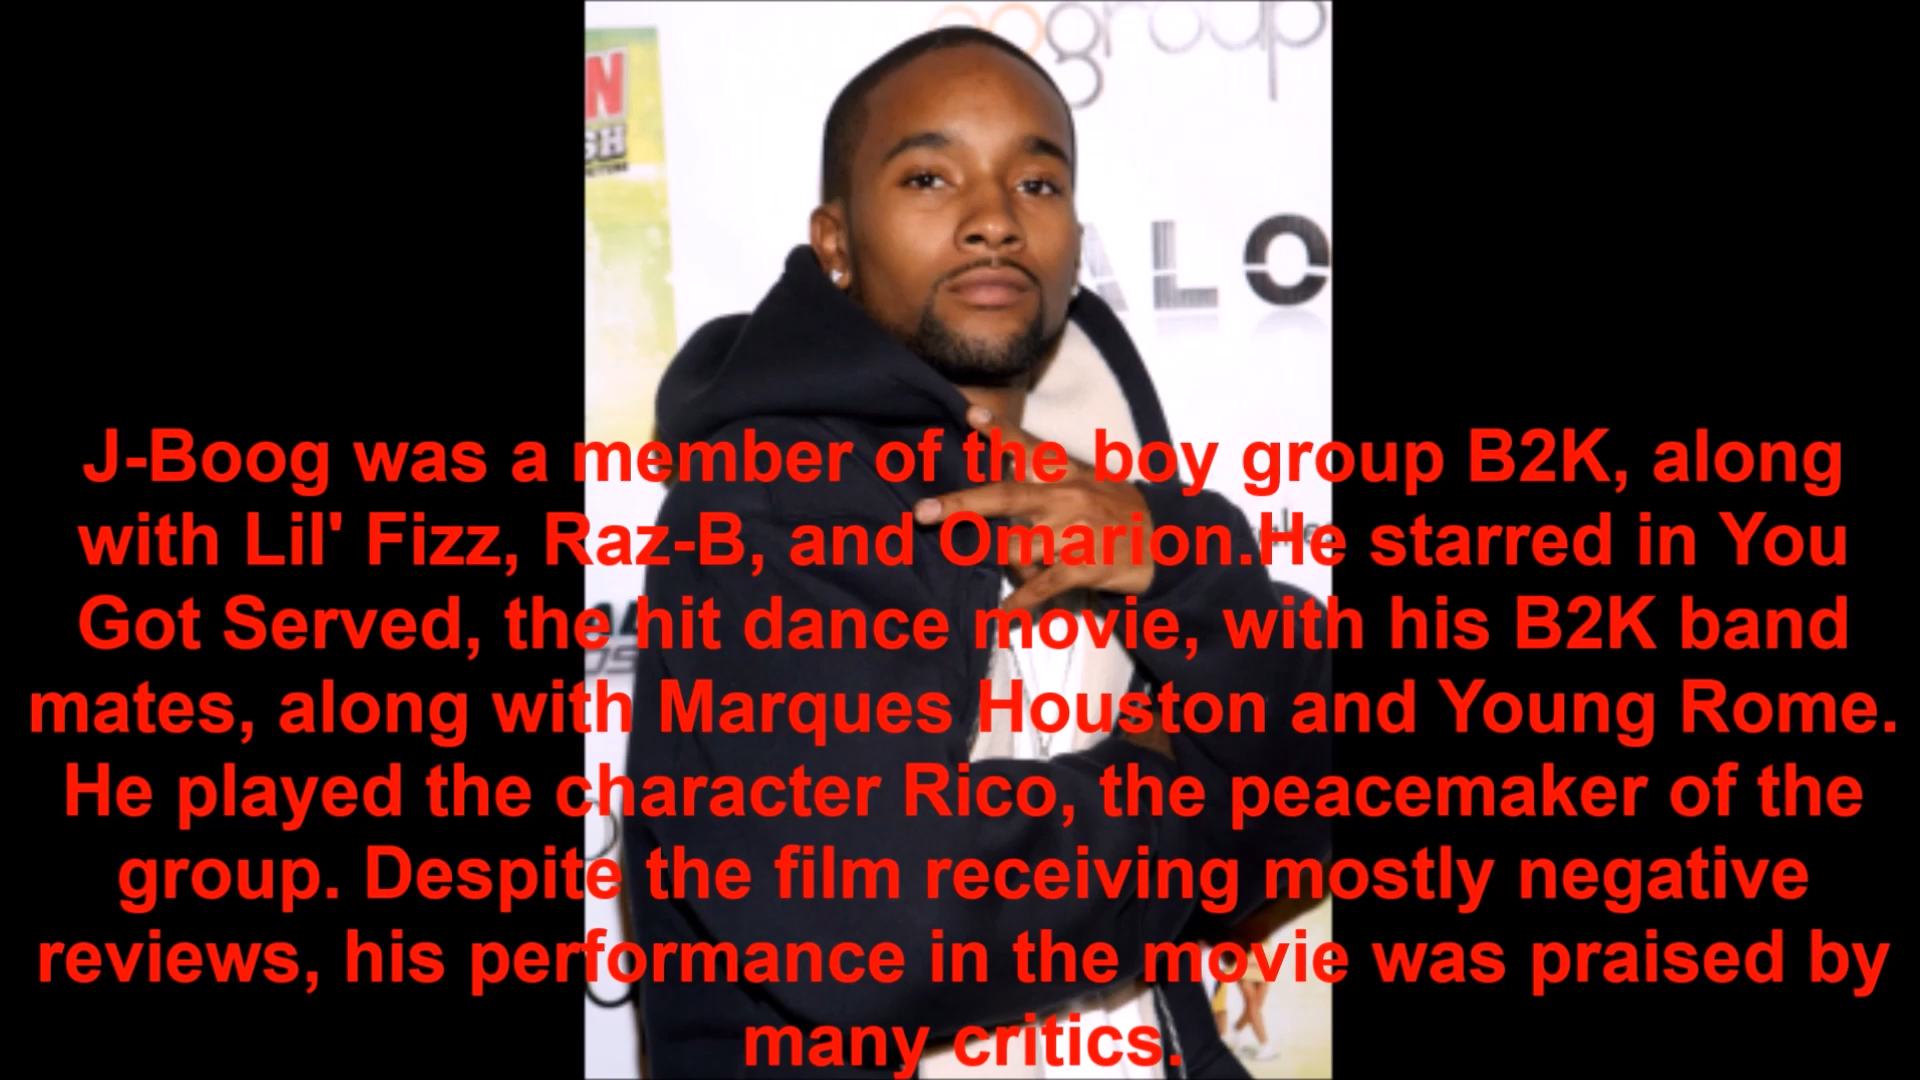 group
N
SH
ALO
J-Boog was a member of the boy group B2K, along
with Lil' Fizz, Raz-B, and Omarion.He starred in You
Got Served, the hit dance movie, with his B2K band
mates, along with Marques Houston and Young Rome.
He played the character Rico, the peacemaker of the
group. Despite the film receiving mostly negative
reviews, his performance in the movie was praised by
many critics.